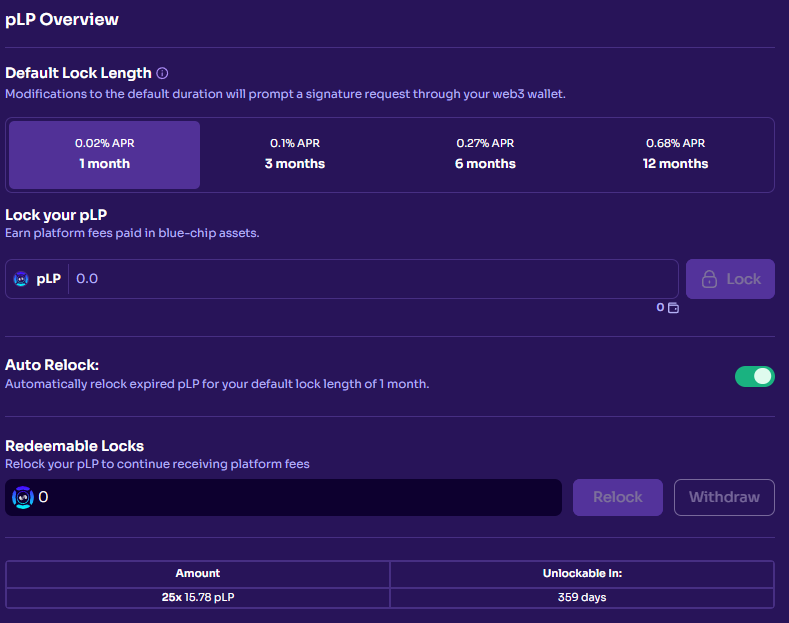 pLP Overview
Default Lock Length
Modifications to the default duration will prompt a signature request through your web3 wallet.
0.02% APR
1 month
0.1% APR
3 months
0.27% APR
6 months
0.68% APR
12 months
Lock your pLP
Earn platform fees paid in blue-chip assets.
pLP 0.0
Lock
0
Auto Relock:
Automatically relock expired pLP for your default lock length of 1 month.
Redeemable Locks
Relock your pLP to continue receiving platform fees
0
Relock
Withdraw
Amount Unlockable In:
25x 15.78 pLP 359 days